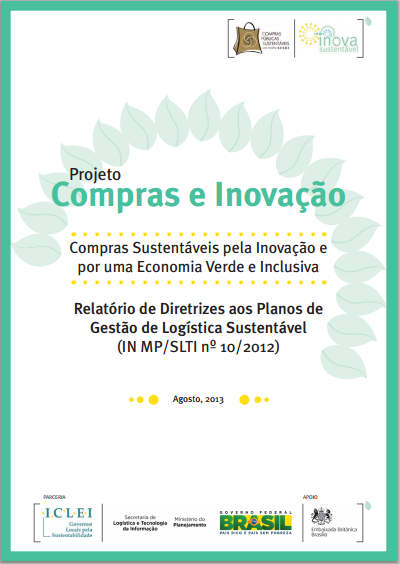 COMPRAS
PÚBLICAS
SUSTENTÁVEIS
inova
sustentável
Projeto
Compras e Inovação
Compras Sustentáveis pela Inovação e
por uma Economia Verde e Inclusiva
Relatório de Diretrizes aos Planos de
Gestão de Logística Sustentável
(IN MP/SLTI nº 10/2012)
Agosto, 2013
PARCERIA
APOIO
I.C.L.E.I
Governos
Locais pela
Sustentabilidade
Secretaria de
Logística e Tecnologia
da Informação
Ministério do
Planejamento
GOVERNO FEDERAL
BRASIL
PAÍS RICO É PAÍS SEM POBREZA
Embaixada Britânica
Brasília